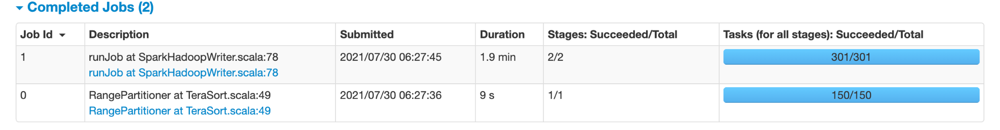 Completed Jobs (2)
Job Id Description Submitted Duration Stages: Succeeded/Total Tasks (for all stages): Succeeded/Total
1 runJob at SparkHadoopWriter.scala:78 2021/07/30 06:27:45 1.9 min 2/2 301/301
runJob at SparkHadoopWriter.scala:78
0 RangePartitioner at TeraSort.scala:49 2021/07/30 06:27:36 9 s 1/1 150/150
RangePartitioner at TeraSort.scala:49